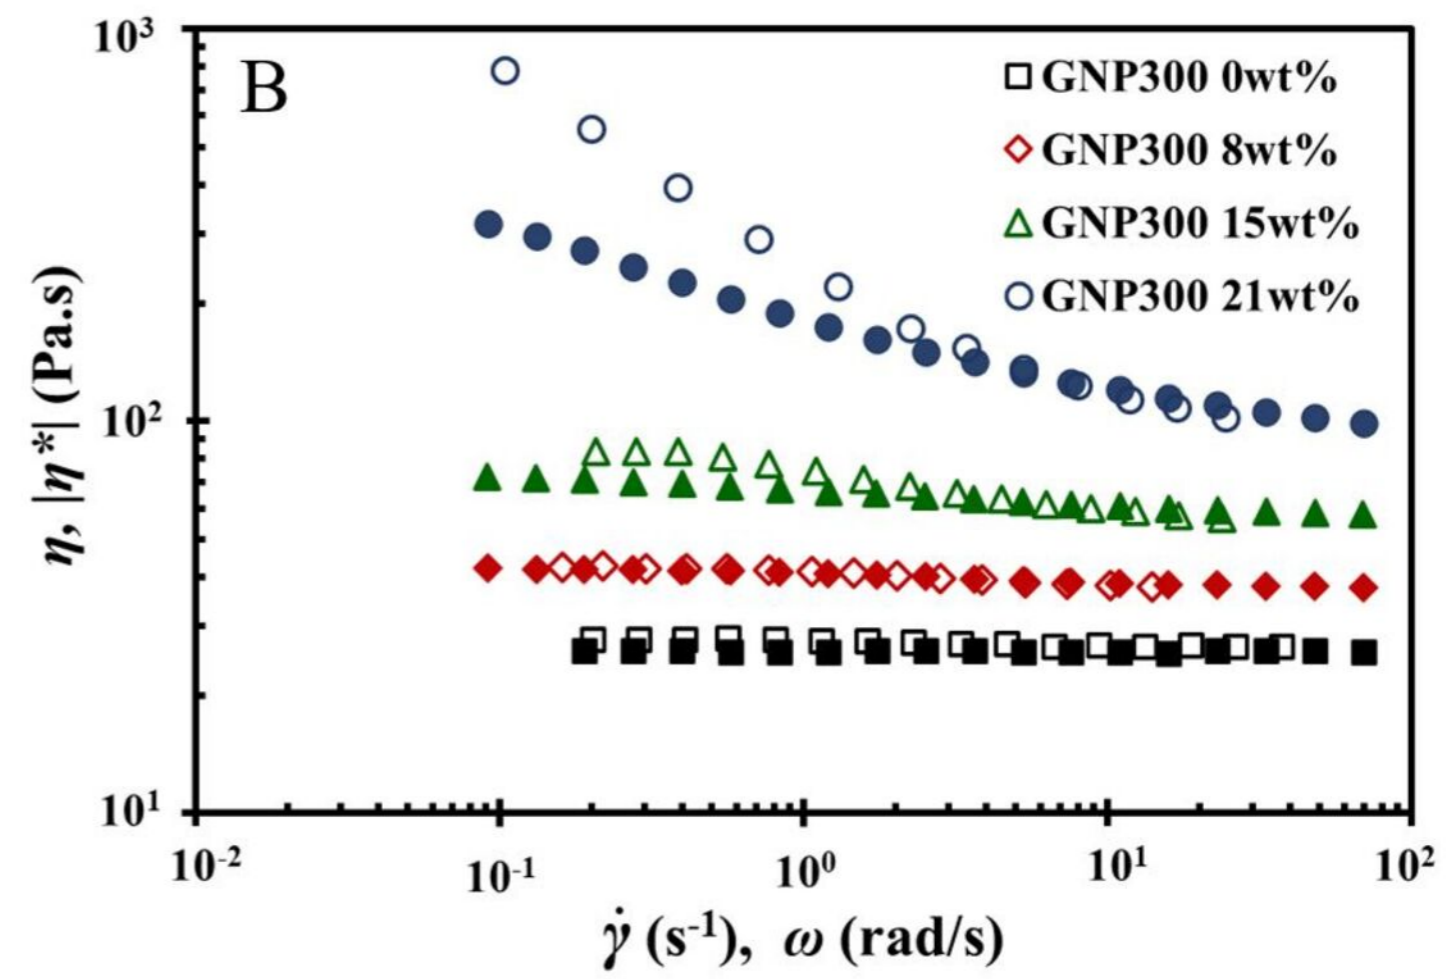 10³
B
GNP300 0wt%
GNP300 8wt%
GNP300 15wt%
GNP300 21wt%
η, |η*| (Pa.s)
10²
10¹
10⁻² 10⁻¹ 10⁰ 10¹ 10²
γ̇ (s⁻¹), ω (rad/s)